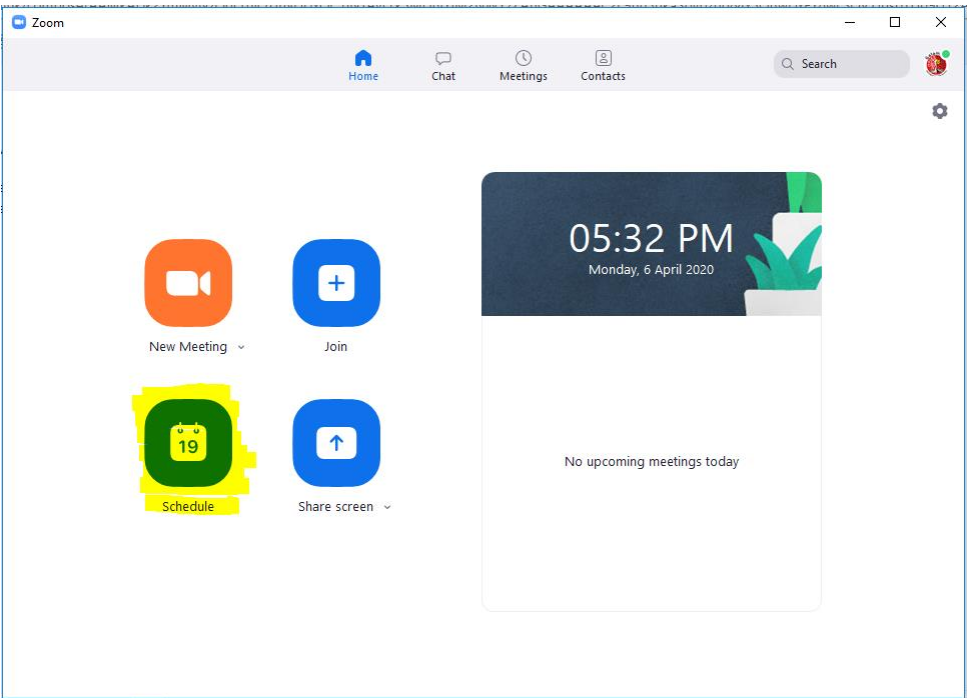 Zoom
Home
Chat
Meetings
Contacts
Search
05:32 PM
Monday, 6 April 2020
New Meeting
Join
19
Schedule
Share screen
No upcoming meetings today